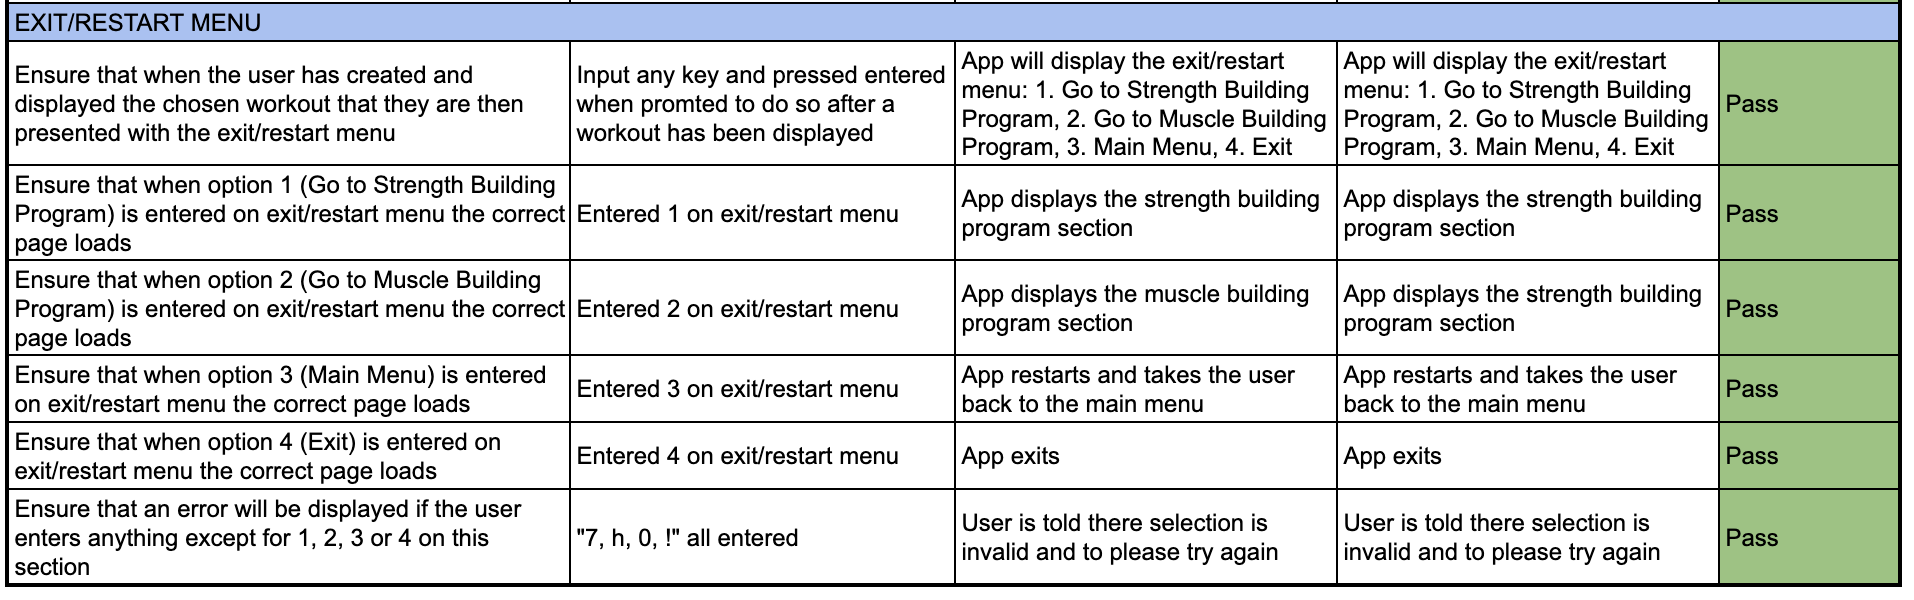 EXIT/RESTART MENU
Ensure that when the user has created and
displayed the chosen workout that they are then
presented with the exit/restart menu
Input any key and pressed entered
when promted to do so after a
workout has been displayed
App will display the exit/restart
menu: 1. Go to Strength Building
Program, 2. Go to Muscle Building
Program, 3. Main Menu, 4. Exit
App will display the exit/restart
menu: 1. Go to Strength Building
Program, 2. Go to Muscle Building
Program, 3. Main Menu, 4. Exit
Pass
Ensure that when option 1 (Go to Strength Building
Program) is entered on exit/restart menu the correct
page loads
Entered 1 on exit/restart menu
App displays the strength building
program section
App displays the strength building
program section
Pass
Ensure that when option 2 (Go to Muscle Building
Program) is entered on exit/restart menu the correct
page loads
Entered 2 on exit/restart menu
App displays the muscle building
program section
App displays the strength building
program section
Pass
Ensure that when option 3 (Main Menu) is entered
on exit/restart menu the correct page loads
Entered 3 on exit/restart menu
App restarts and takes the user
back to the main menu
App restarts and takes the user
back to the main menu
Pass
Ensure that when option 4 (Exit) is entered on
exit/restart menu the correct page loads
Entered 4 on exit/restart menu
App exits
App exits
Pass
Ensure that an error will be displayed if the user
enters anything except for 1, 2, 3 or 4 on this
section
"7, h, 0, !" all entered
User is told there selection is
invalid and to please try again
User is told there selection is
invalid and to please try again
Pass